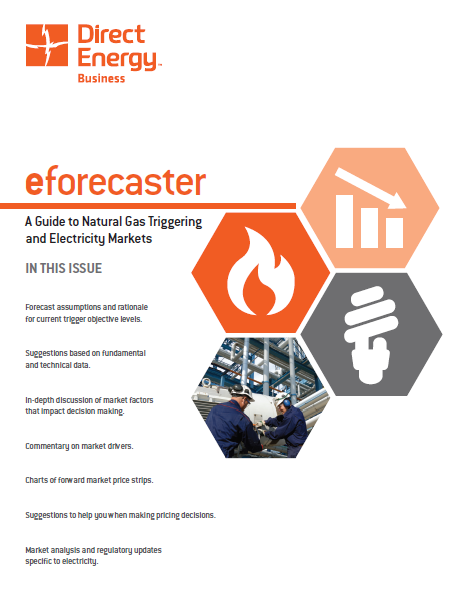 Direct
Energy™
Business
eforecaster
A Guide to Natural Gas Triggering
and Electricity Markets
IN THIS ISSUE
Forecast assumptions and rationale
for current trigger objective levels.
Suggestions based on fundamental
and technical data.
In-depth discussion of market factors
that impact decision making.
Commentary on market drivers.
Charts of forward market price strips.
Suggestions to help you when making pricing decisions.
Market analysis and regulatory updates
specific to electricity.